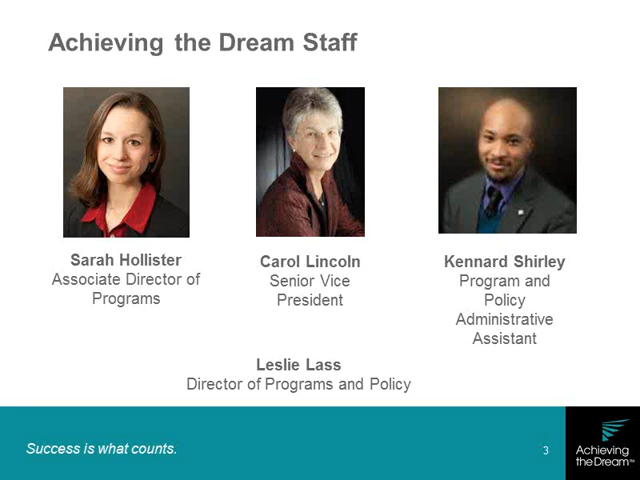 Achieving the Dream Staff
Sarah Hollister
Associate Director of
Programs
Carol Lincoln
Senior Vice
President
Kennard Shirley
Program and
Policy
Administrative
Assistant
Leslie Lass
Director of Programs and Policy
Success is what counts.
3
Achieving
the Dream™